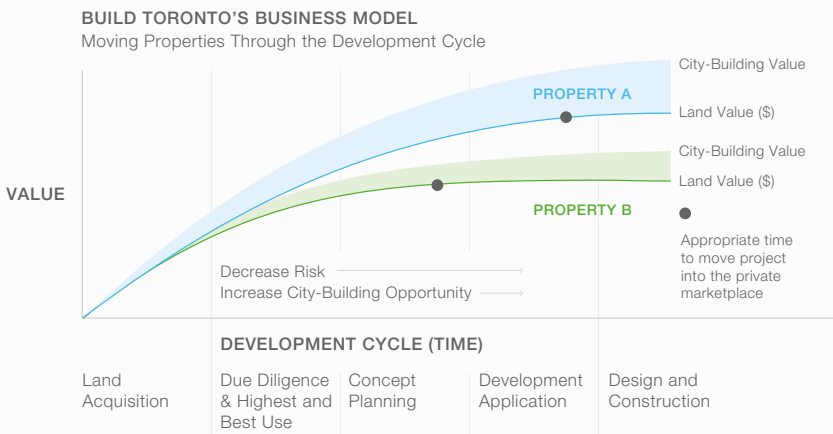 BUILD TORONTO'S BUSINESS MODEL
Moving Properties Through the Development Cycle
City-Building Value
PROPERTY A
Land Value ($)
City-Building Value
Land Value ($)
VALUE
PROPERTY B
Appropriate time
to move project
into the private
marketplace
Decrease Risk
Increase City-Building Opportunity
DEVELOPMENT CYCLE (TIME)
Land
Acquisition
Due Diligence
& Highest and
Best Use
Concept
Planning
Development
Application
Design and
Construction